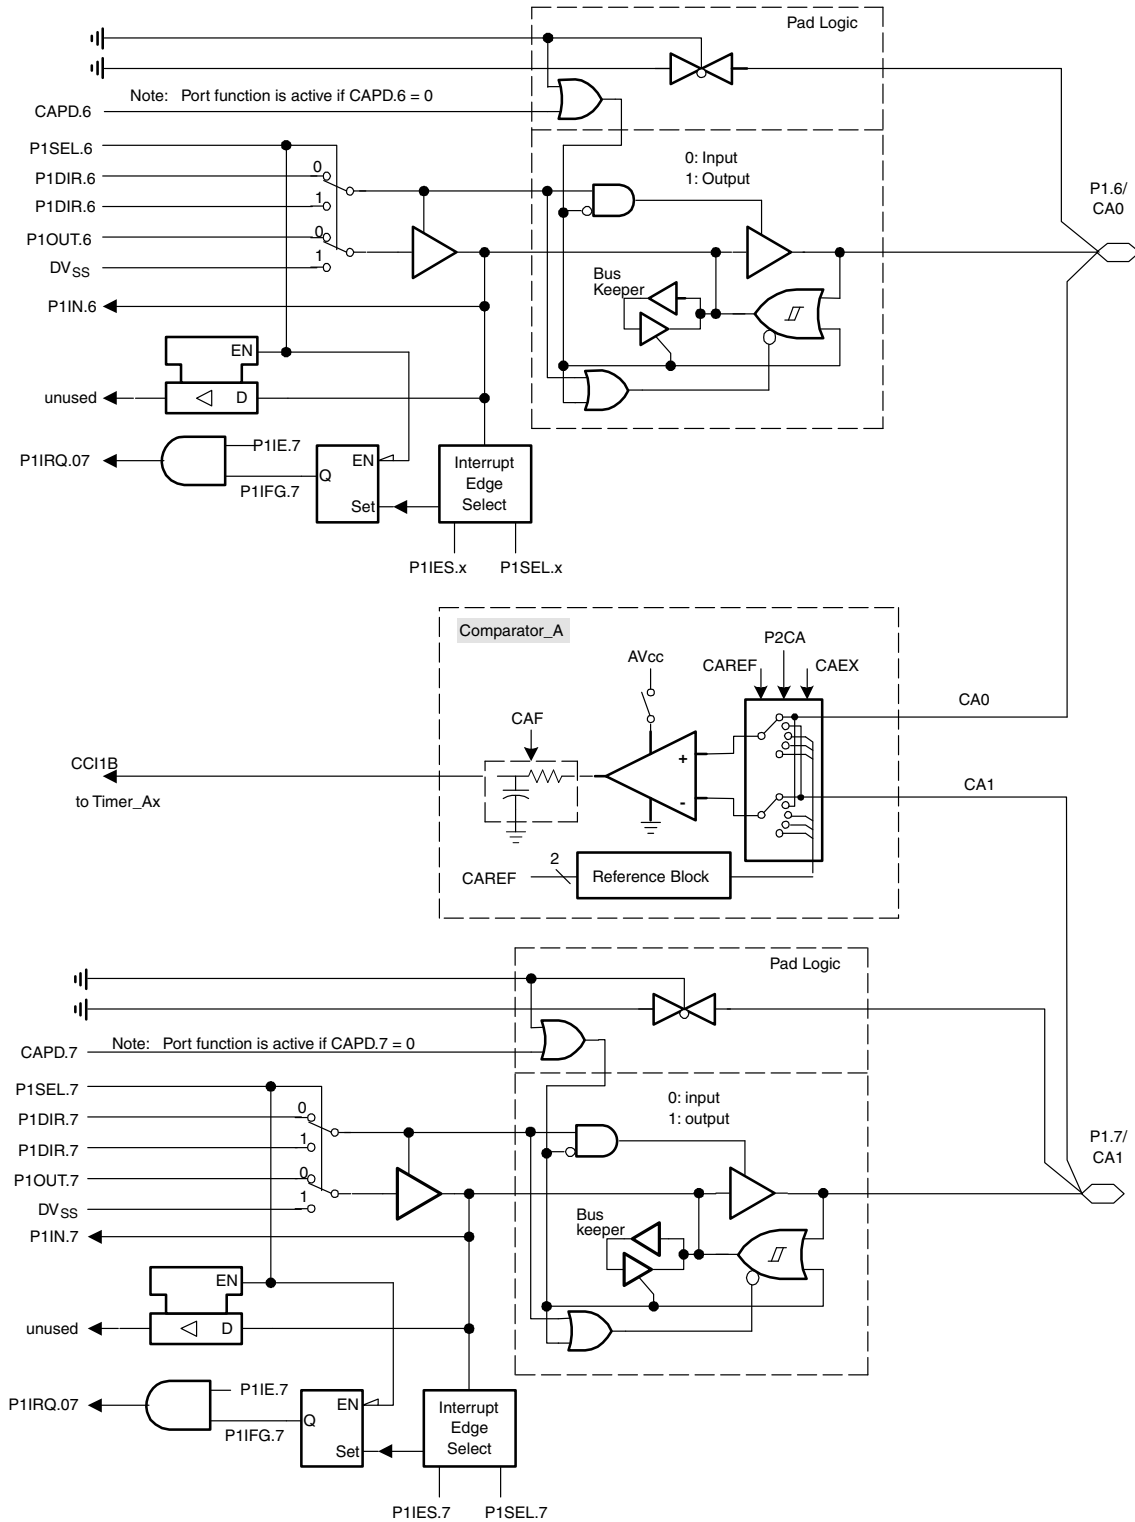 Pad Logic
Note: Port function is active if CAPD.6 = 0
CAPD.6
P1SEL.6
0: Input
1: Output
0
P1DIR.6
1
P1DIR.6
P1.6/
CA0
0
P1OUT.6
1
DVSS
Bus
Keeper
P1IN.6
EN
unused
D
P1IE.7
P1IRQ.07
EN
Q
P1IFG.7
Set
Interrupt
Edge
Select
P1IES.x
P1SEL.x
Comparator_A
P2CA
AVcc
CAREF
CAEX
CA0
CAF
+
CCI1B
to Timer_Ax
CA1
-
2
CAREF
Reference Block
Pad Logic
Note: Port function is active if CAPD.7 = 0
CAPD.7
P1SEL.7
0: input
1: output
0
P1DIR.7
1
P1DIR.7
P1.7/
CA1
0
P1OUT.7
1
DVSS
Bus
keeper
P1IN.7
EN
unused
D
P1IE.7
P1IRQ.07
EN
Q
P1IFG.7
Set
Interrupt
Edge
Select
P1IES.7
P1SEL.7